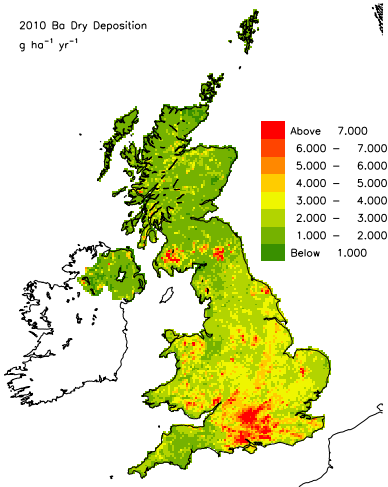 2010 Ba Dry Deposition
g ha⁻¹ yr⁻¹
Above 7.000
6.000 – 7.000
5.000 – 6.000
4.000 – 5.000
3.000 – 4.000
2.000 – 3.000
1.000 – 2.000
Below 1.000